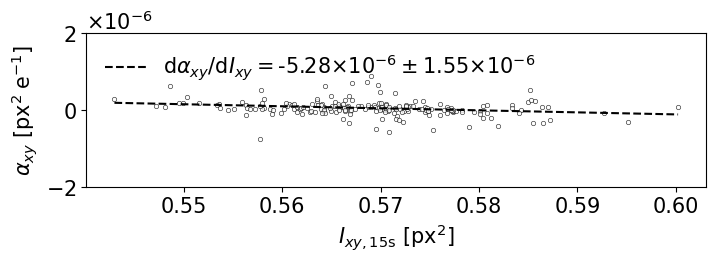 ×10⁻⁶
2
dα_xy/dI_xy = -5.28×10⁻⁶ ± 1.55×10⁻⁶
0
−2
α_xy [px² e⁻¹]
0.55 0.56 0.57 0.58 0.59 0.60
I_xy, 15s [px²]